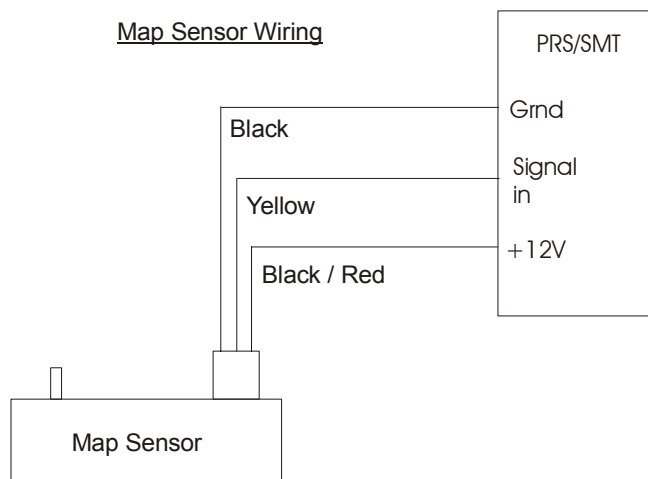 Map Sensor Wiring
PRS/SMT
Grnd
Black
Signal
in
Yellow
+12V
Black / Red
Map Sensor